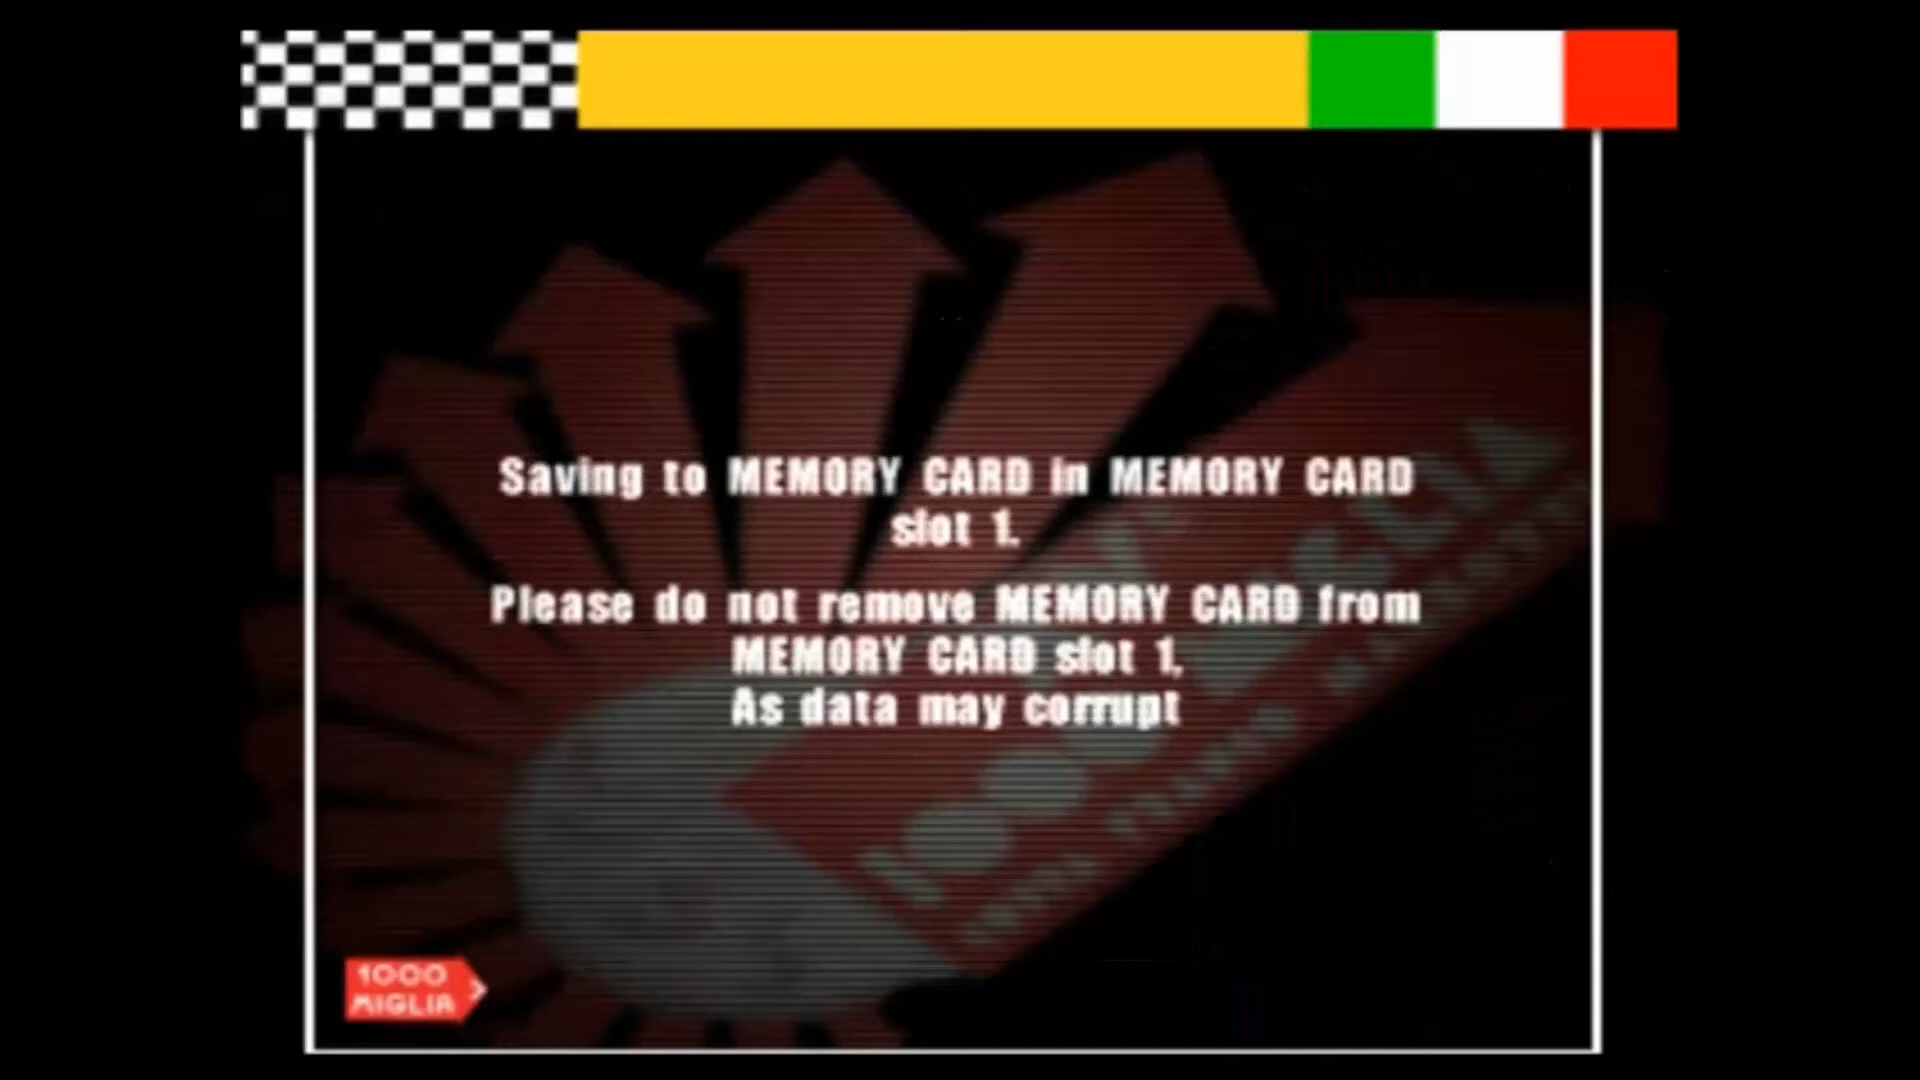 Saving to MEMORY CARD in MEMORY CARD
slot 1.
Please do not remove MEMORY CARD from
MEMORY CARD slot 1,
As data may corrupt
1000
MIGLIA